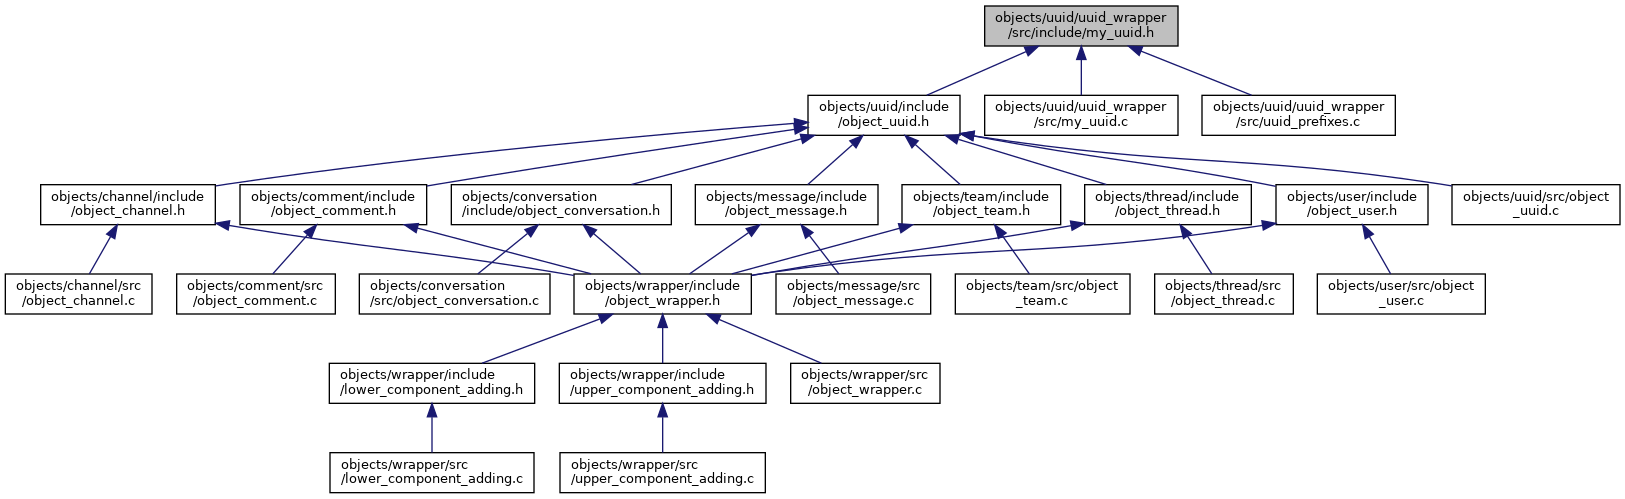 objects/uuid/uuid_wrapper
/src/include/my_uuid.h
objects/uuid/include
/object_uuid.h
objects/uuid/uuid_wrapper
/src/my_uuid.c
objects/uuid/uuid_wrapper
/src/uuid_prefixes.c
objects/channel/include
/object_channel.h
objects/comment/include
/object_comment.h
objects/conversation
/include/object_conversation.h
objects/message/include
/object_message.h
objects/team/include
/object_team.h
objects/thread/include
/object_thread.h
objects/user/include
/object_user.h
objects/uuid/src/object
_uuid.c
objects/channel/src
/object_channel.c
objects/comment/src
/object_comment.c
objects/conversation
/src/object_conversation.c
objects/wrapper/include
/object_wrapper.h
objects/message/src
/object_message.c
objects/team/src/object
_team.c
objects/thread/src
/object_thread.c
objects/user/src/object
_user.c
objects/wrapper/include
/lower_component_adding.h
objects/wrapper/include
/upper_component_adding.h
objects/wrapper/src
/object_wrapper.c
objects/wrapper/src
/lower_component_adding.c
objects/wrapper/src
/upper_component_adding.c